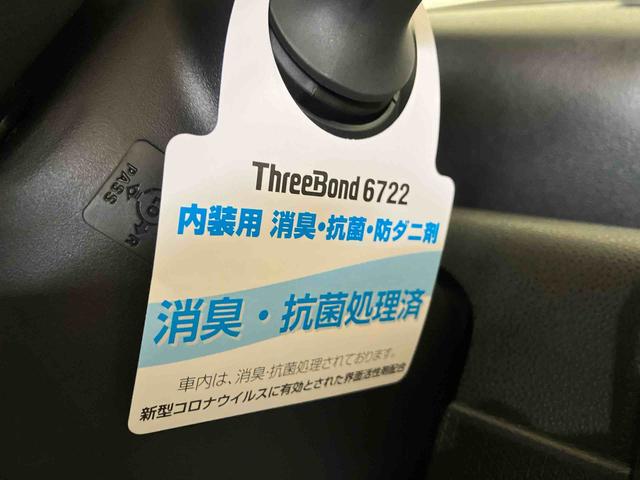 ThreeBond 6722
内装用 消臭・抗菌・防ダニ剤
消臭・抗菌処理済
車内は、消臭・抗菌処理されております。
新型コロナウイルスに有効とされた界面活性剤配合
PASS
LOAR